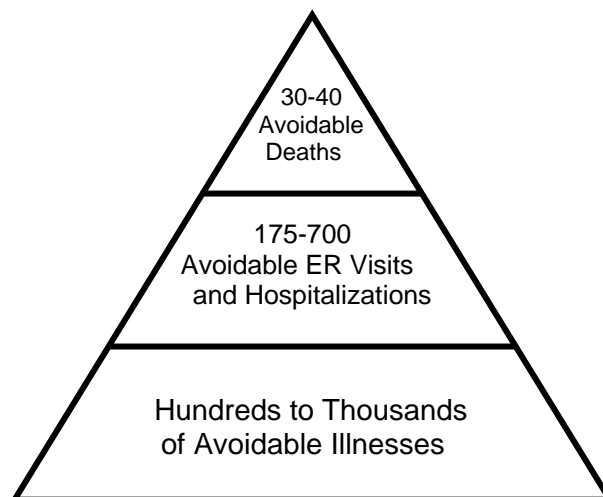 30-40
Avoidable
Deaths
175-700
Avoidable ER Visits
and Hospitalizations
Hundreds to Thousands
of Avoidable Illnesses